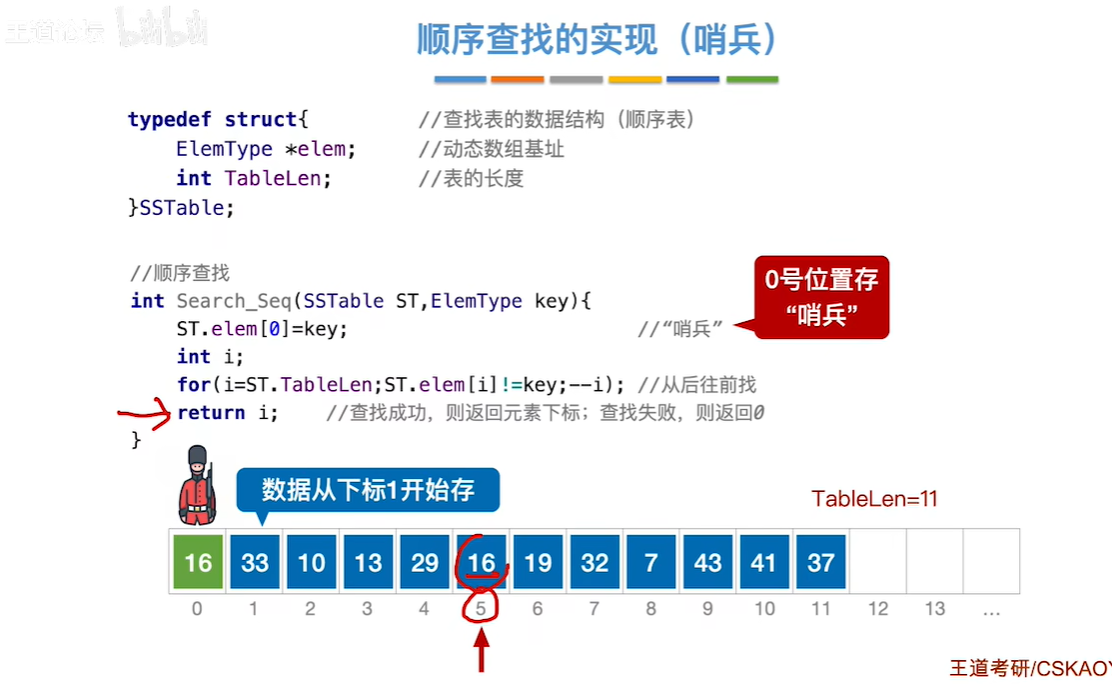 王道论坛 bilibili
顺序查找的实现（哨兵）
typedef struct{ //查找表的数据结构（顺序表）
ElemType *elem; //动态数组基址
int TableLen; //表的长度
}SSTable;
//顺序查找
int Search_Seq(SSTable ST,ElemType key){
ST.elem[0]=key; //“哨兵”
int i;
for(i=ST.TableLen;ST.elem[i]!=key;--i); //从后往前找
return i; //查找成功，则返回元素下标；查找失败，则返回0
}
0号位置存
“哨兵”
数据从下标1开始存
TableLen=11
16 33 10 13 29 16 19 32 7 43 41 37
0 1 2 3 4 5 6 7 8 9 10 11 12 13 ...
王道考研/CSKAOY